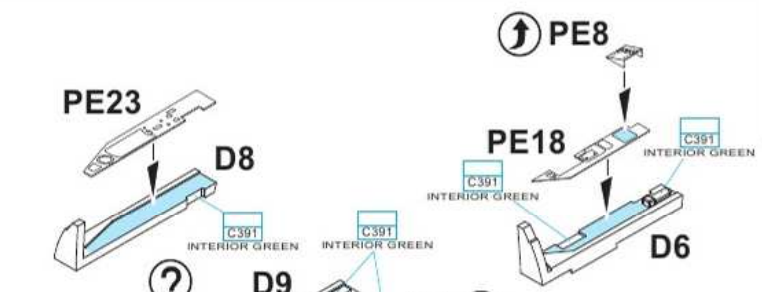 PE8
PE23
PE18
C391
INTERIOR GREEN
D8
C391
INTERIOR GREEN
C391
INTERIOR GREEN
C391
INTERIOR GREEN
D6
?
D9